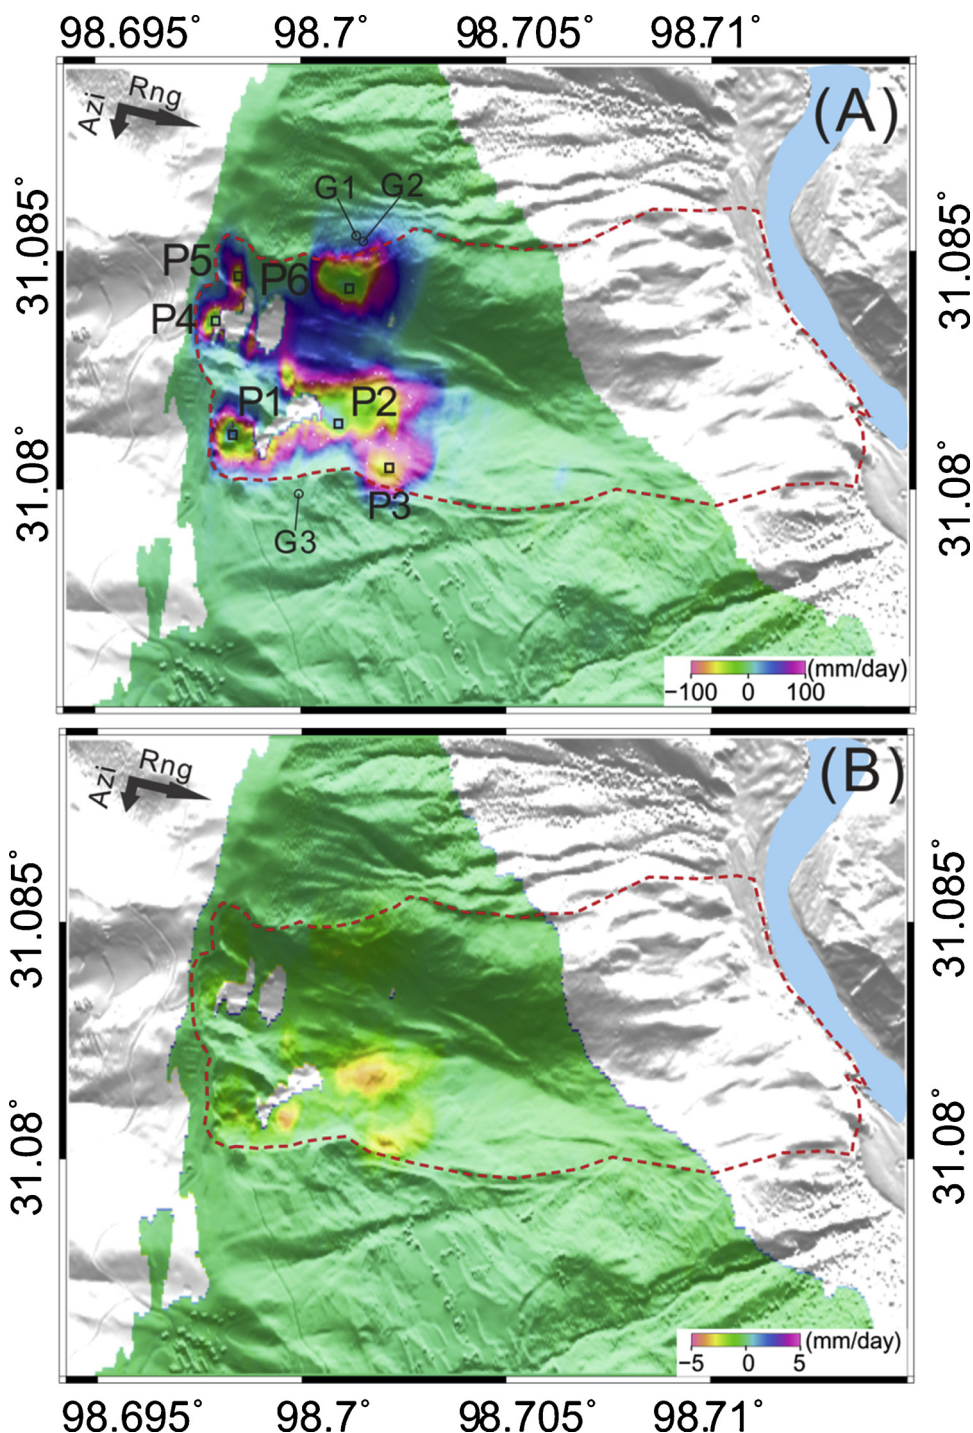 98.695° 98.7° 98.705° 98.71°
(A)
Azi Rng
G1 G2
31.085° 31.085°
P5 P6
P4
P1 P2
31.08° 31.08°
P3
G3
(mm/day)
−100 0 100
(B)
Azi Rng
31.085° 31.085°
31.08° 31.08°
(mm/day)
−5 0 5
98.695° 98.7° 98.705° 98.71°